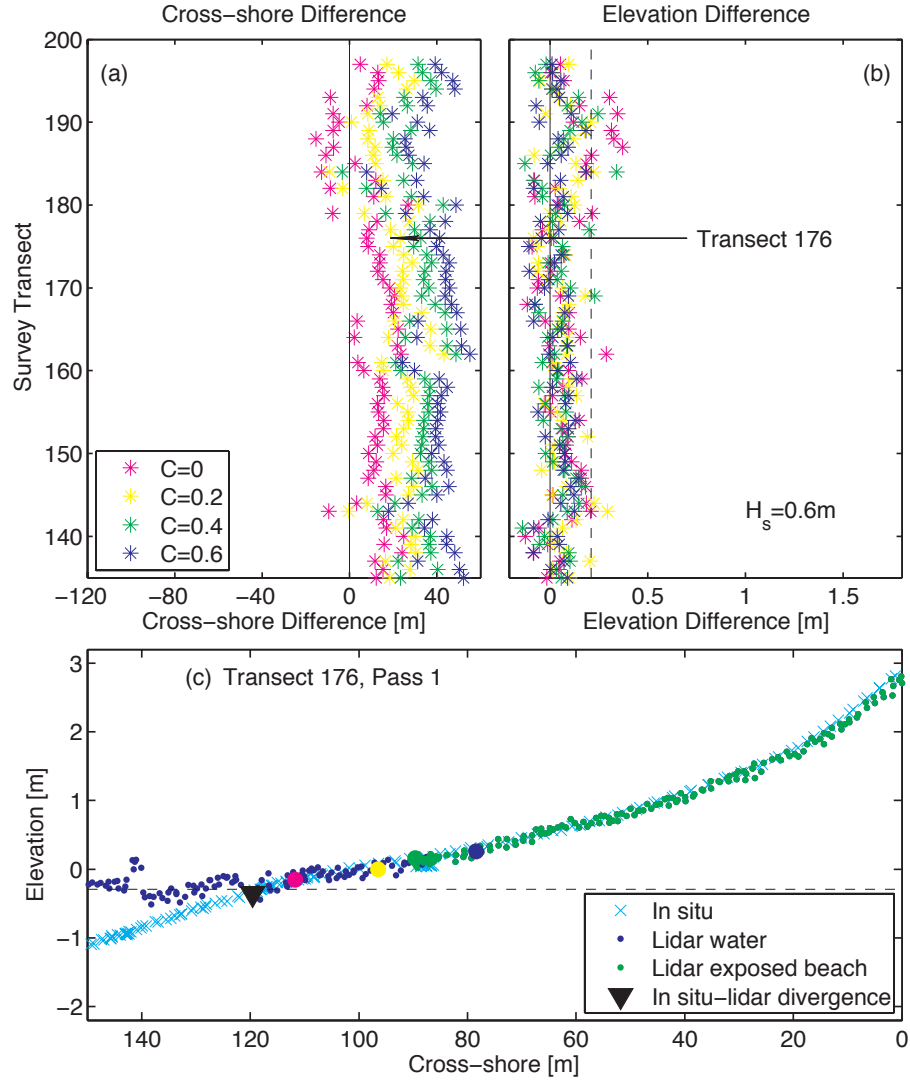 Cross-shore Difference
Elevation Difference
200
190
180
170
160
150
140
Survey Transect
(a)
(b)
Transect 176
C=0
C=0.2
C=0.4
C=0.6
H_s=0.6m
-120
-80
-40
0
40
Cross-shore Difference [m]
0
0.5
1
1.5
Elevation Difference [m]
(c) Transect 176, Pass 1
3
2
1
0
-1
-2
Elevation [m]
In situ
Lidar water
Lidar exposed beach
In situ-lidar divergence
140
120
100
80
60
40
20
0
Cross-shore [m]